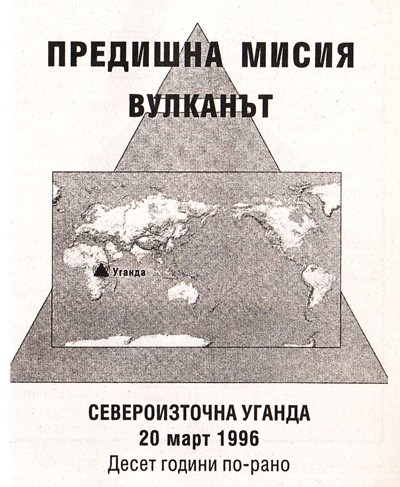 ПРЕДИШНА МИСИЯ
ВУЛКАНЪТ
Уганда
СЕВЕРОИЗТОЧНА УГАНДА
20 март 1996
Десет години по-рано